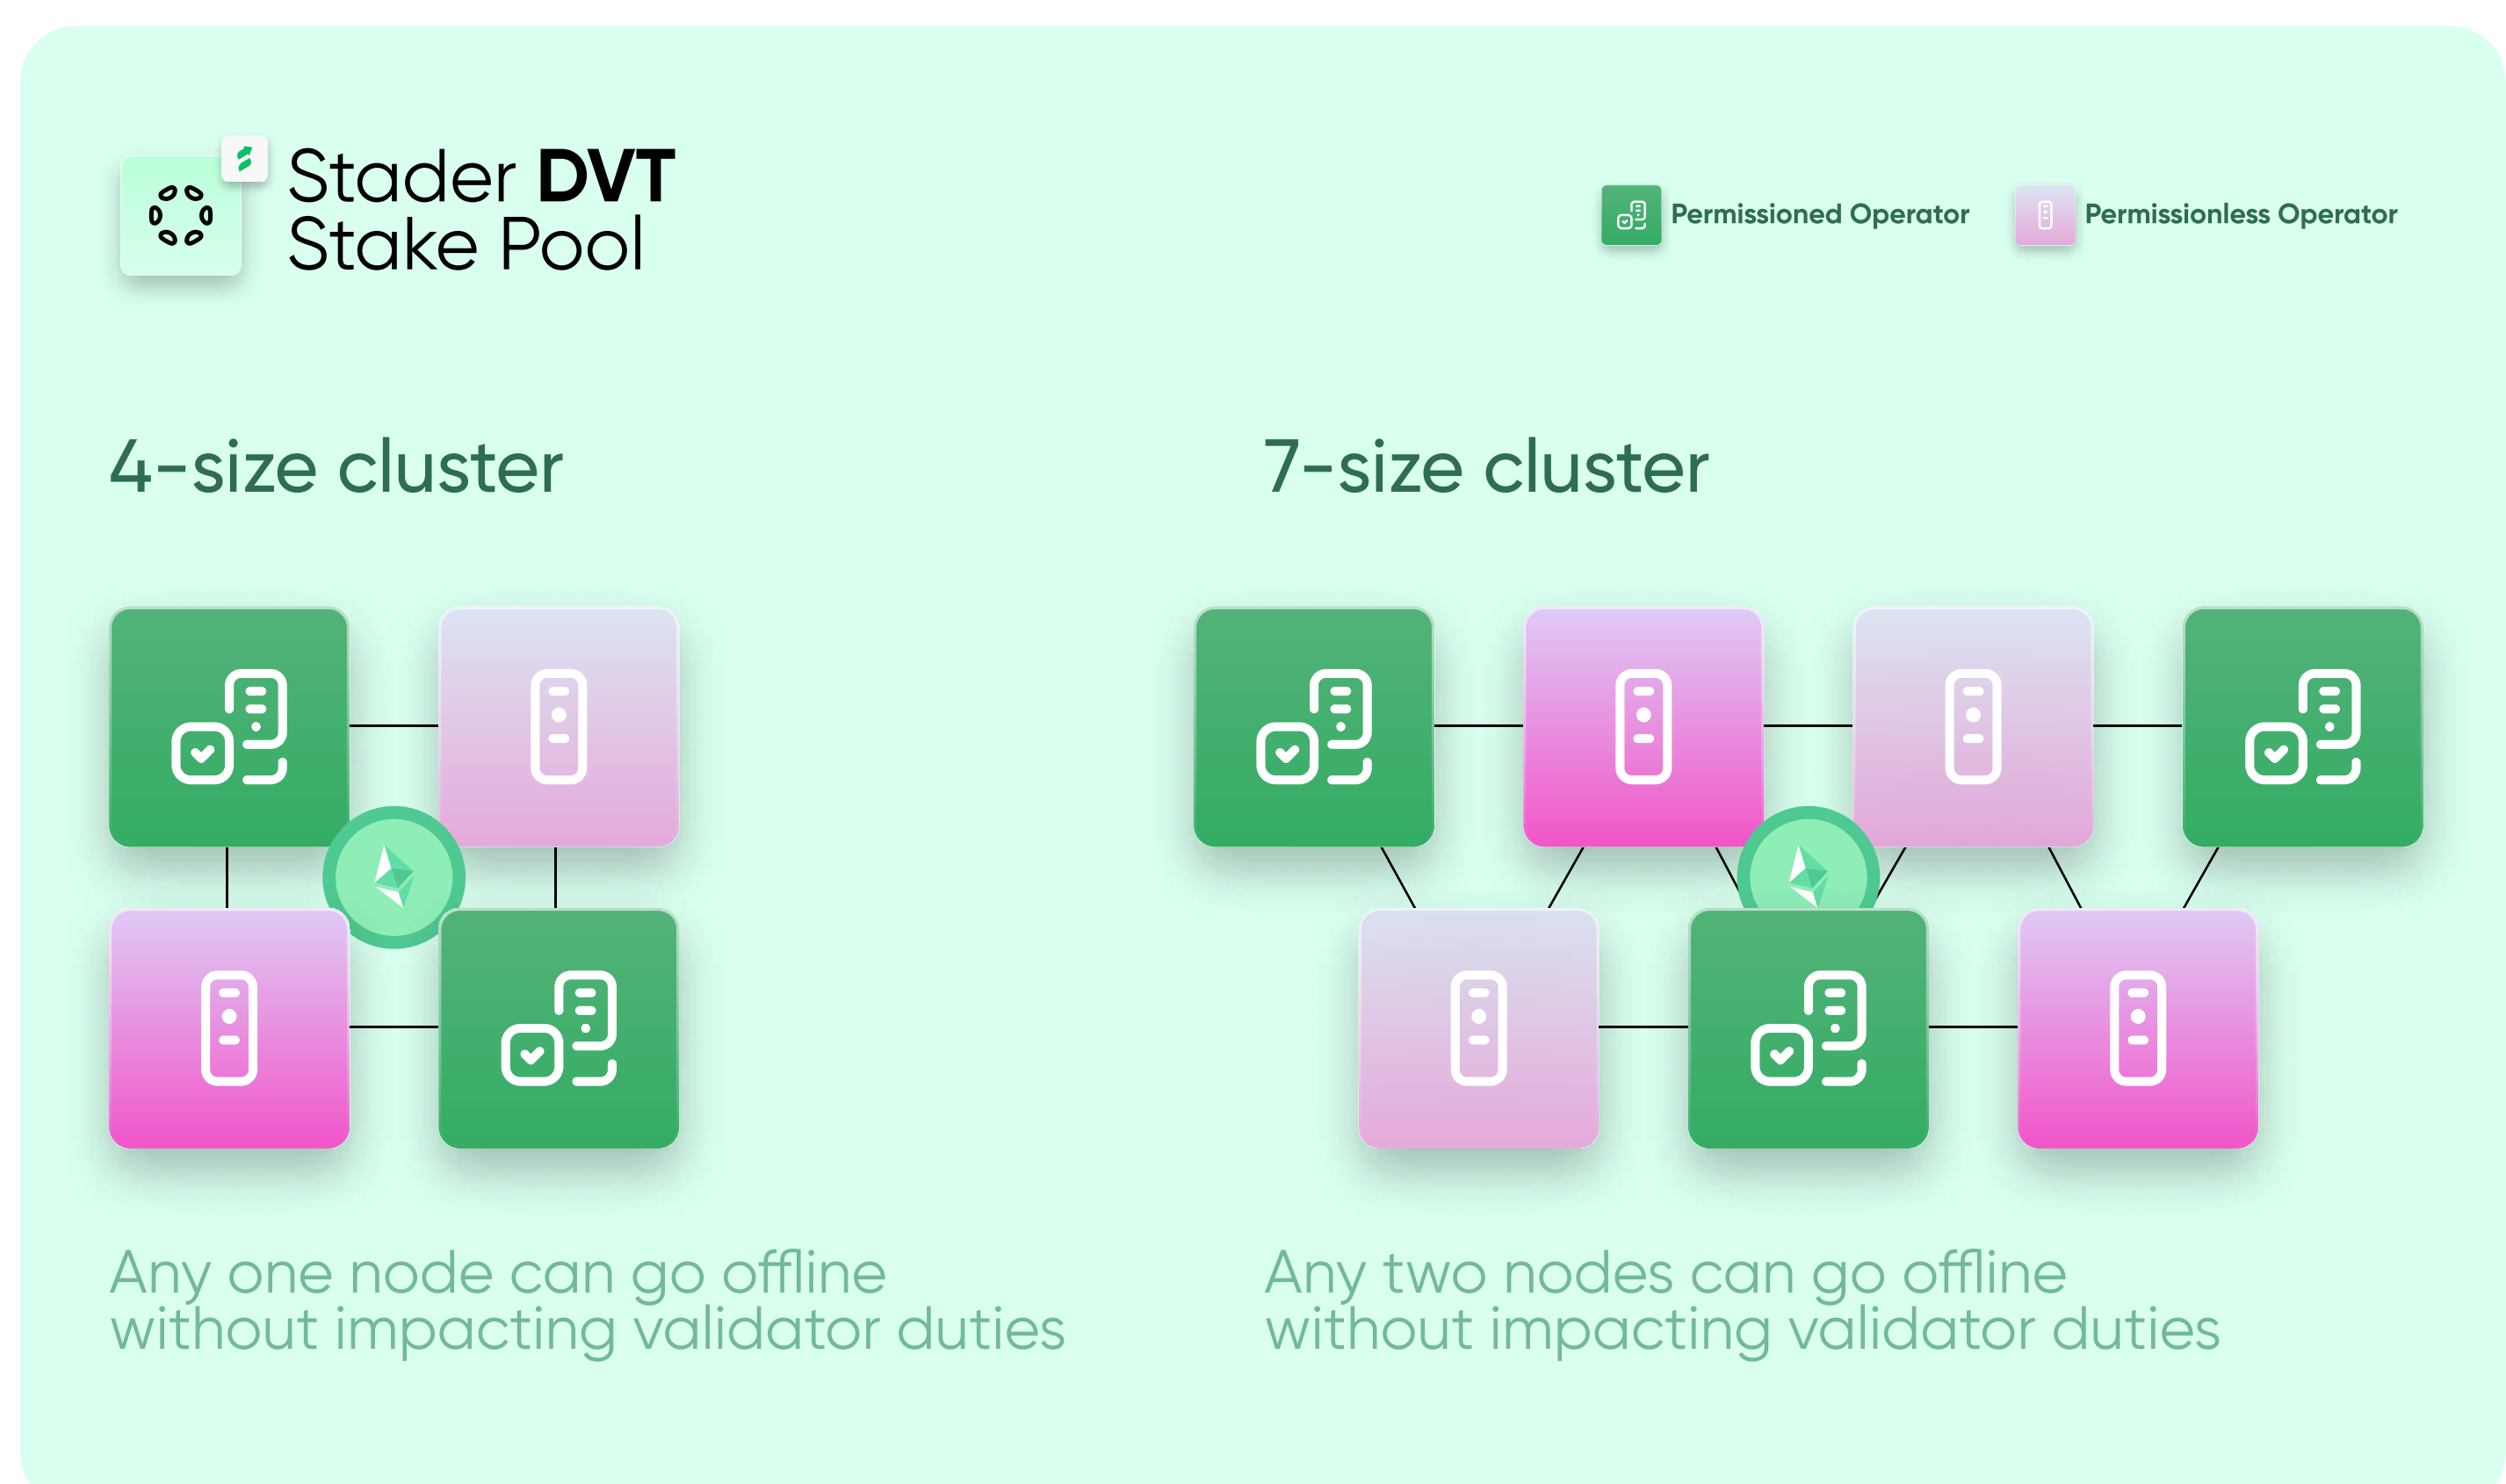 Stader DVT
Stake Pool
Permissioned Operator
Permissionless Operator
4-size cluster
7-size cluster
Any one node can go offline
without impacting validator duties
Any two nodes can go offline
without impacting validator duties